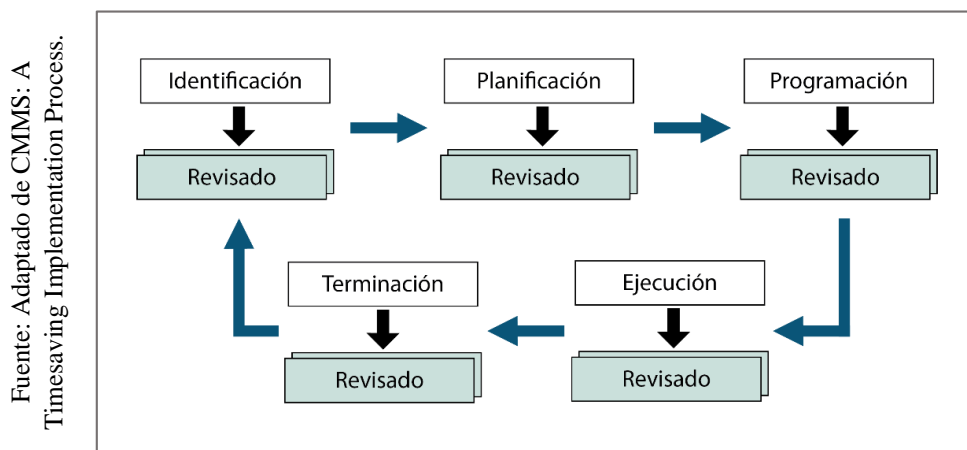 Fuente: Adaptado de CMMS: A
Timesaving Implementation Process.
Identificación
Revisado
Planificación
Revisado
Programación
Revisado
Ejecución
Revisado
Terminación
Revisado